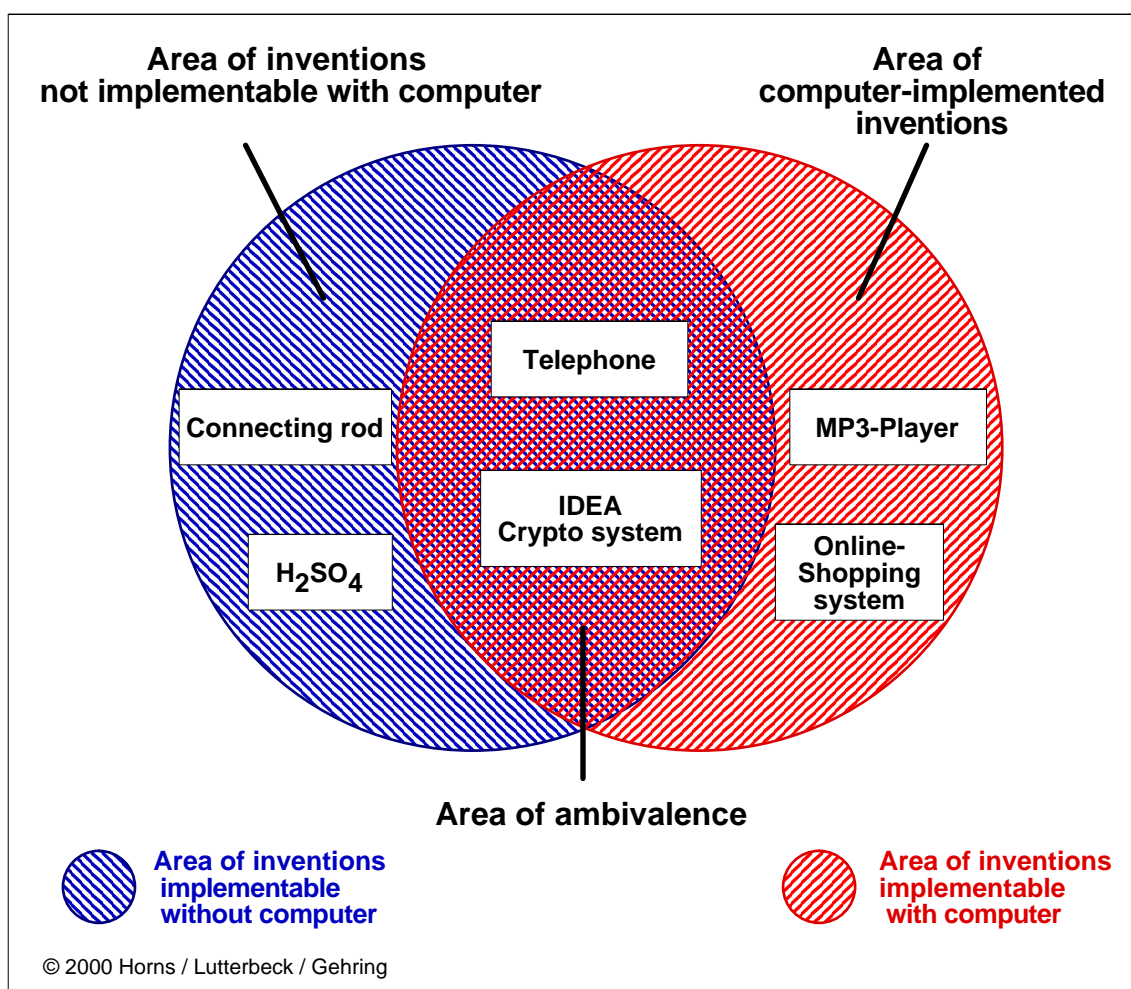 Area of inventions
not implementable with computer
Area of
computer-implemented
inventions
Telephone
Connecting rod
MP3-Player
IDEA
Crypto system
H₂SO₄
Online-
Shopping
system
Area of ambivalence
Area of inventions
implementable
without computer
Area of inventions
implementable
with computer
© 2000 Horns / Lutterbeck / Gehring